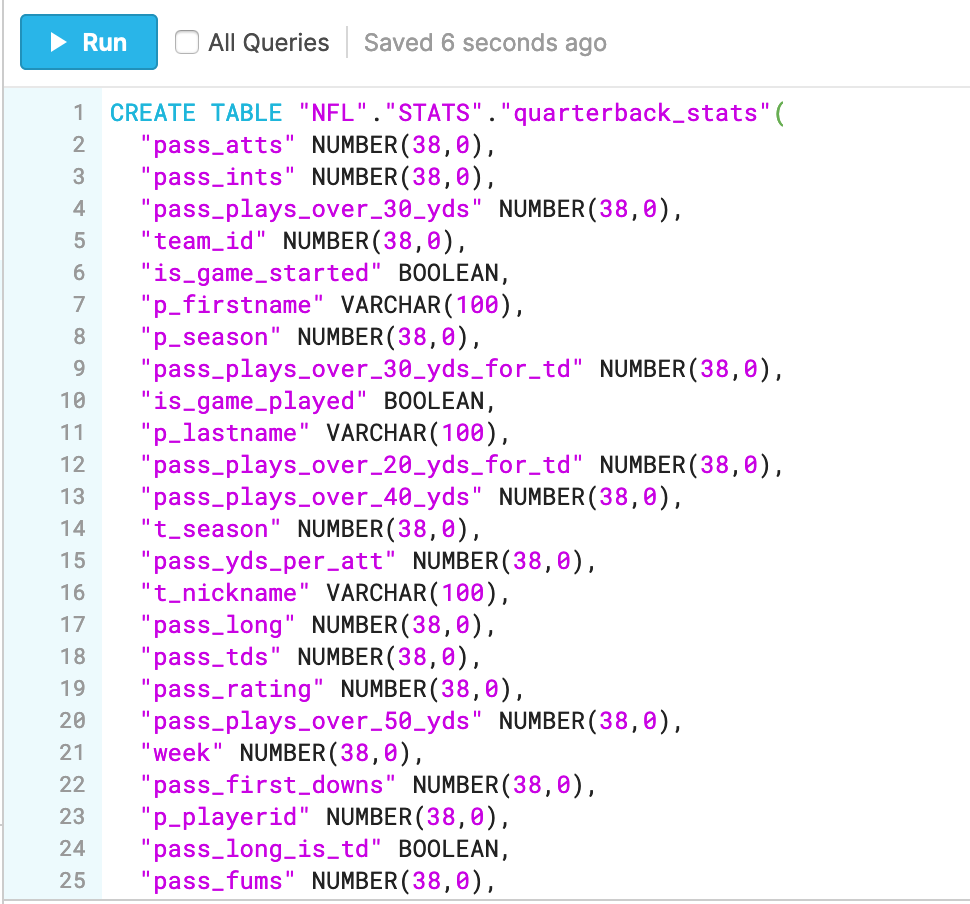 Run All Queries Saved 6 seconds ago
1 CREATE TABLE "NFL"."STATS"."quarterback_stats"(
2 "pass_atts" NUMBER(38,0),
3 "pass_ints" NUMBER(38,0),
4 "pass_plays_over_30_yds" NUMBER(38,0),
5 "team_id" NUMBER(38,0),
6 "is_game_started" BOOLEAN,
7 "p_firstname" VARCHAR(100),
8 "p_season" NUMBER(38,0),
9 "pass_plays_over_30_yds_for_td" NUMBER(38,0),
10 "is_game_played" BOOLEAN,
11 "p_lastname" VARCHAR(100),
12 "pass_plays_over_20_yds_for_td" NUMBER(38,0),
13 "pass_plays_over_40_yds" NUMBER(38,0),
14 "t_season" NUMBER(38,0),
15 "pass_yds_per_att" NUMBER(38,0),
16 "t_nickname" VARCHAR(100),
17 "pass_long" NUMBER(38,0),
18 "pass_tds" NUMBER(38,0),
19 "pass_rating" NUMBER(38,0),
20 "pass_plays_over_50_yds" NUMBER(38,0),
21 "week" NUMBER(38,0),
22 "pass_first_downs" NUMBER(38,0),
23 "p_playerid" NUMBER(38,0),
24 "pass_long_is_td" BOOLEAN,
25 "pass_fums" NUMBER(38,0),